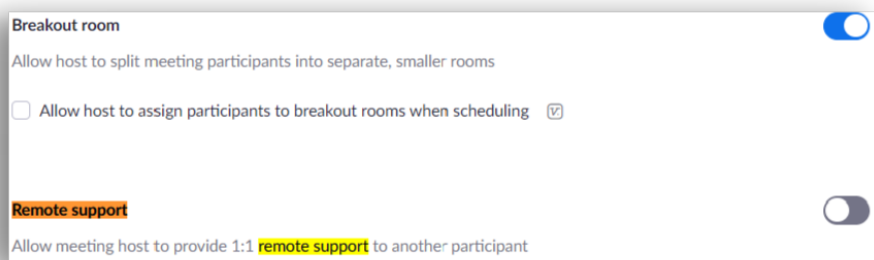 Breakout room
Allow host to split meeting participants into separate, smaller rooms
Allow host to assign participants to breakout rooms when scheduling
Remote support
Allow meeting host to provide 1:1 remote support to another participant